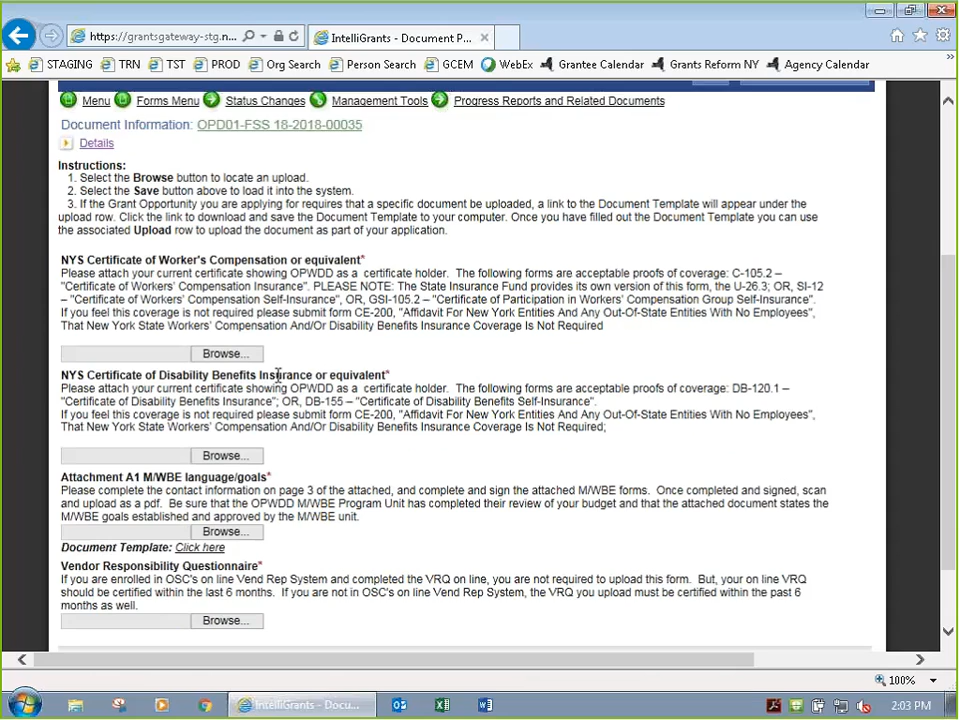 https://grantsgateway-stg.n...
IntelliGrants - Document P...
STAGING TRN TST PROD Org Search Person Search GCEM WebEx Grantee Calendar Grants Reform NY Agency Calendar
Menu Forms Menu Status Changes Management Tools Progress Reports and Related Documents
Document Information: OPD01-FSS 18-2018-00035
Details
Instructions:
1. Select the Browse button to locate an upload.
2. Select the Save button above to load it into the system.
3. If the Grant Opportunity you are applying for requires that a specific document be uploaded, a link to the Document Template will appear under the
upload row. Click the link to download and save the Document Template to your computer. Once you have filled out the Document Template you can use
the associated Upload row to upload the document as part of your application.
NYS Certificate of Worker's Compensation or equivalent*
Please attach your current certificate showing OPWDD as a certificate holder. The following forms are acceptable proofs of coverage: C-105.2 –
"Certificate of Workers' Compensation Insurance". PLEASE NOTE: The State Insurance Fund provides its own version of this form, the U-26.3; OR, SI-12
– "Certificate of Workers' Compensation Self-Insurance", OR, GSI-105.2 – "Certificate of Participation in Workers' Compensation Group Self-Insurance".
If you feel this coverage is not required please submit form CE-200, "Affidavit For New York Entities And Any Out-Of-State Entities With No Employees",
That New York State Workers' Compensation And/Or Disability Benefits Insurance Coverage Is Not Required
Browse...
NYS Certificate of Disability Benefits Insurance or equivalent*
Please attach your current certificate showing OPWDD as a certificate holder. The following forms are acceptable proofs of coverage: DB-120.1 –
"Certificate of Disability Benefits Insurance"; OR, DB-155 – "Certificate of Disability Benefits Self-Insurance".
If you feel this coverage is not required please submit form CE-200, "Affidavit For New York Entities And Any Out-Of-State Entities With No Employees",
That New York State Workers' Compensation And/Or Disability Benefits Insurance Coverage Is Not Required;
Browse...
Attachment A1 M/WBE language/goals*
Please complete the contact information on page 3 of the attached, and complete and sign the attached M/WBE forms. Once completed and signed, scan
and upload as a pdf. Be sure that the OPWDD M/WBE Program Unit has completed their review of your budget and that the attached document states the
M/WBE goals established and approved by the M/WBE unit.
Browse...
Document Template: Click here
Vendor Responsibility Questionnaire*
If you are enrolled in OSC's on line Vend Rep System and completed the VRQ on line, you are not required to upload this form. But, your on line VRQ
should be certified within the last 6 months. If you are not in OSC's on line Vend Rep System, the VRQ you upload must be certified within the past 6
months as well.
Browse...
100%
IntelliGrants - Docu...
2:03 PM